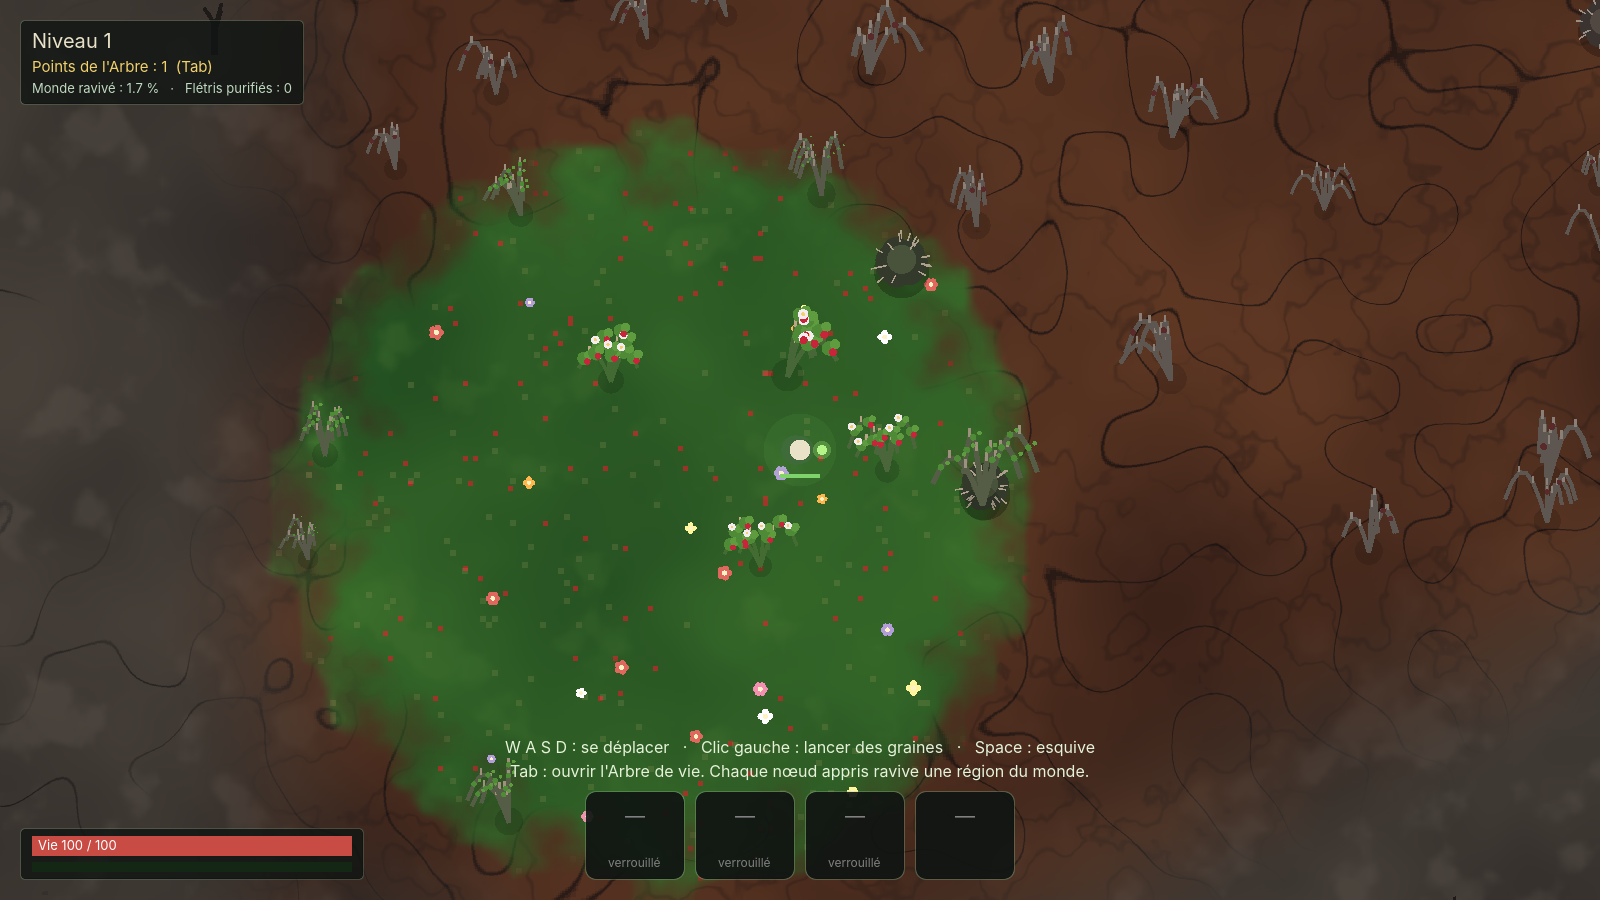 Niveau 1
Points de l'Arbre : 1  (Tab)
Monde ravivé : 1.7 %   ·   Flétris purifiés : 0
W A S D : se déplacer   ·   Clic gauche : lancer des graines   ·   Space : esquive
Tab : ouvrir l'Arbre de vie. Chaque nœud appris ravive une région du monde.
— — — —
verrouillé verrouillé verrouillé
Vie 100 / 100